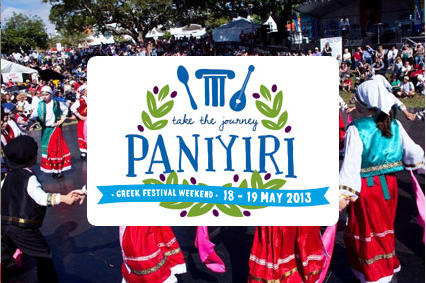 take the journey
PANIYIRI
· GREEK FESTIVAL WEEKEND · 18 - 19 MAY 2013